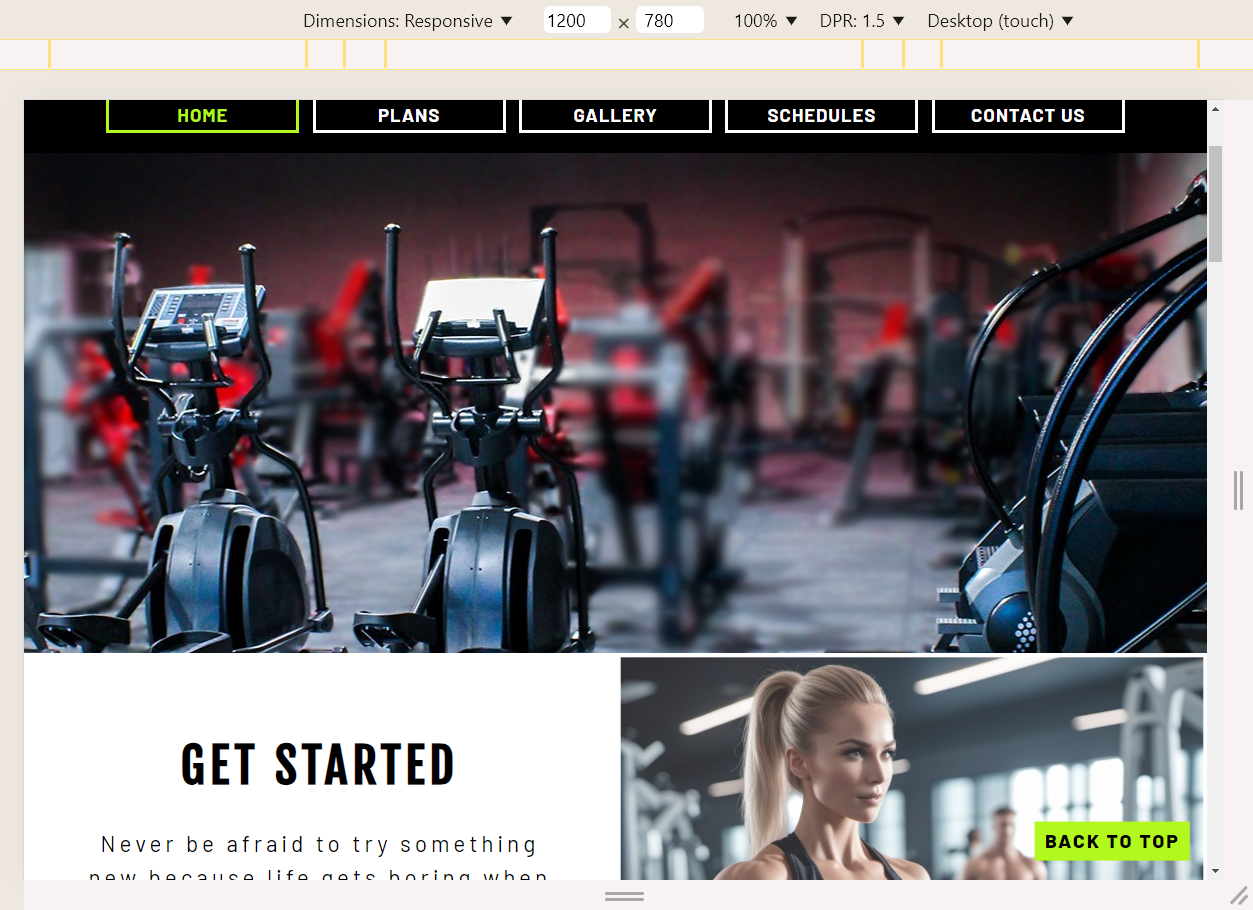 Dimensions: Responsive ▼ 1200 × 780 100% ▼ DPR: 1.5 ▼ Desktop (touch) ▼
HOME PLANS GALLERY SCHEDULES CONTACT US
GET STARTED
Never be afraid to try something
new because life gets boring when
BACK TO TOP